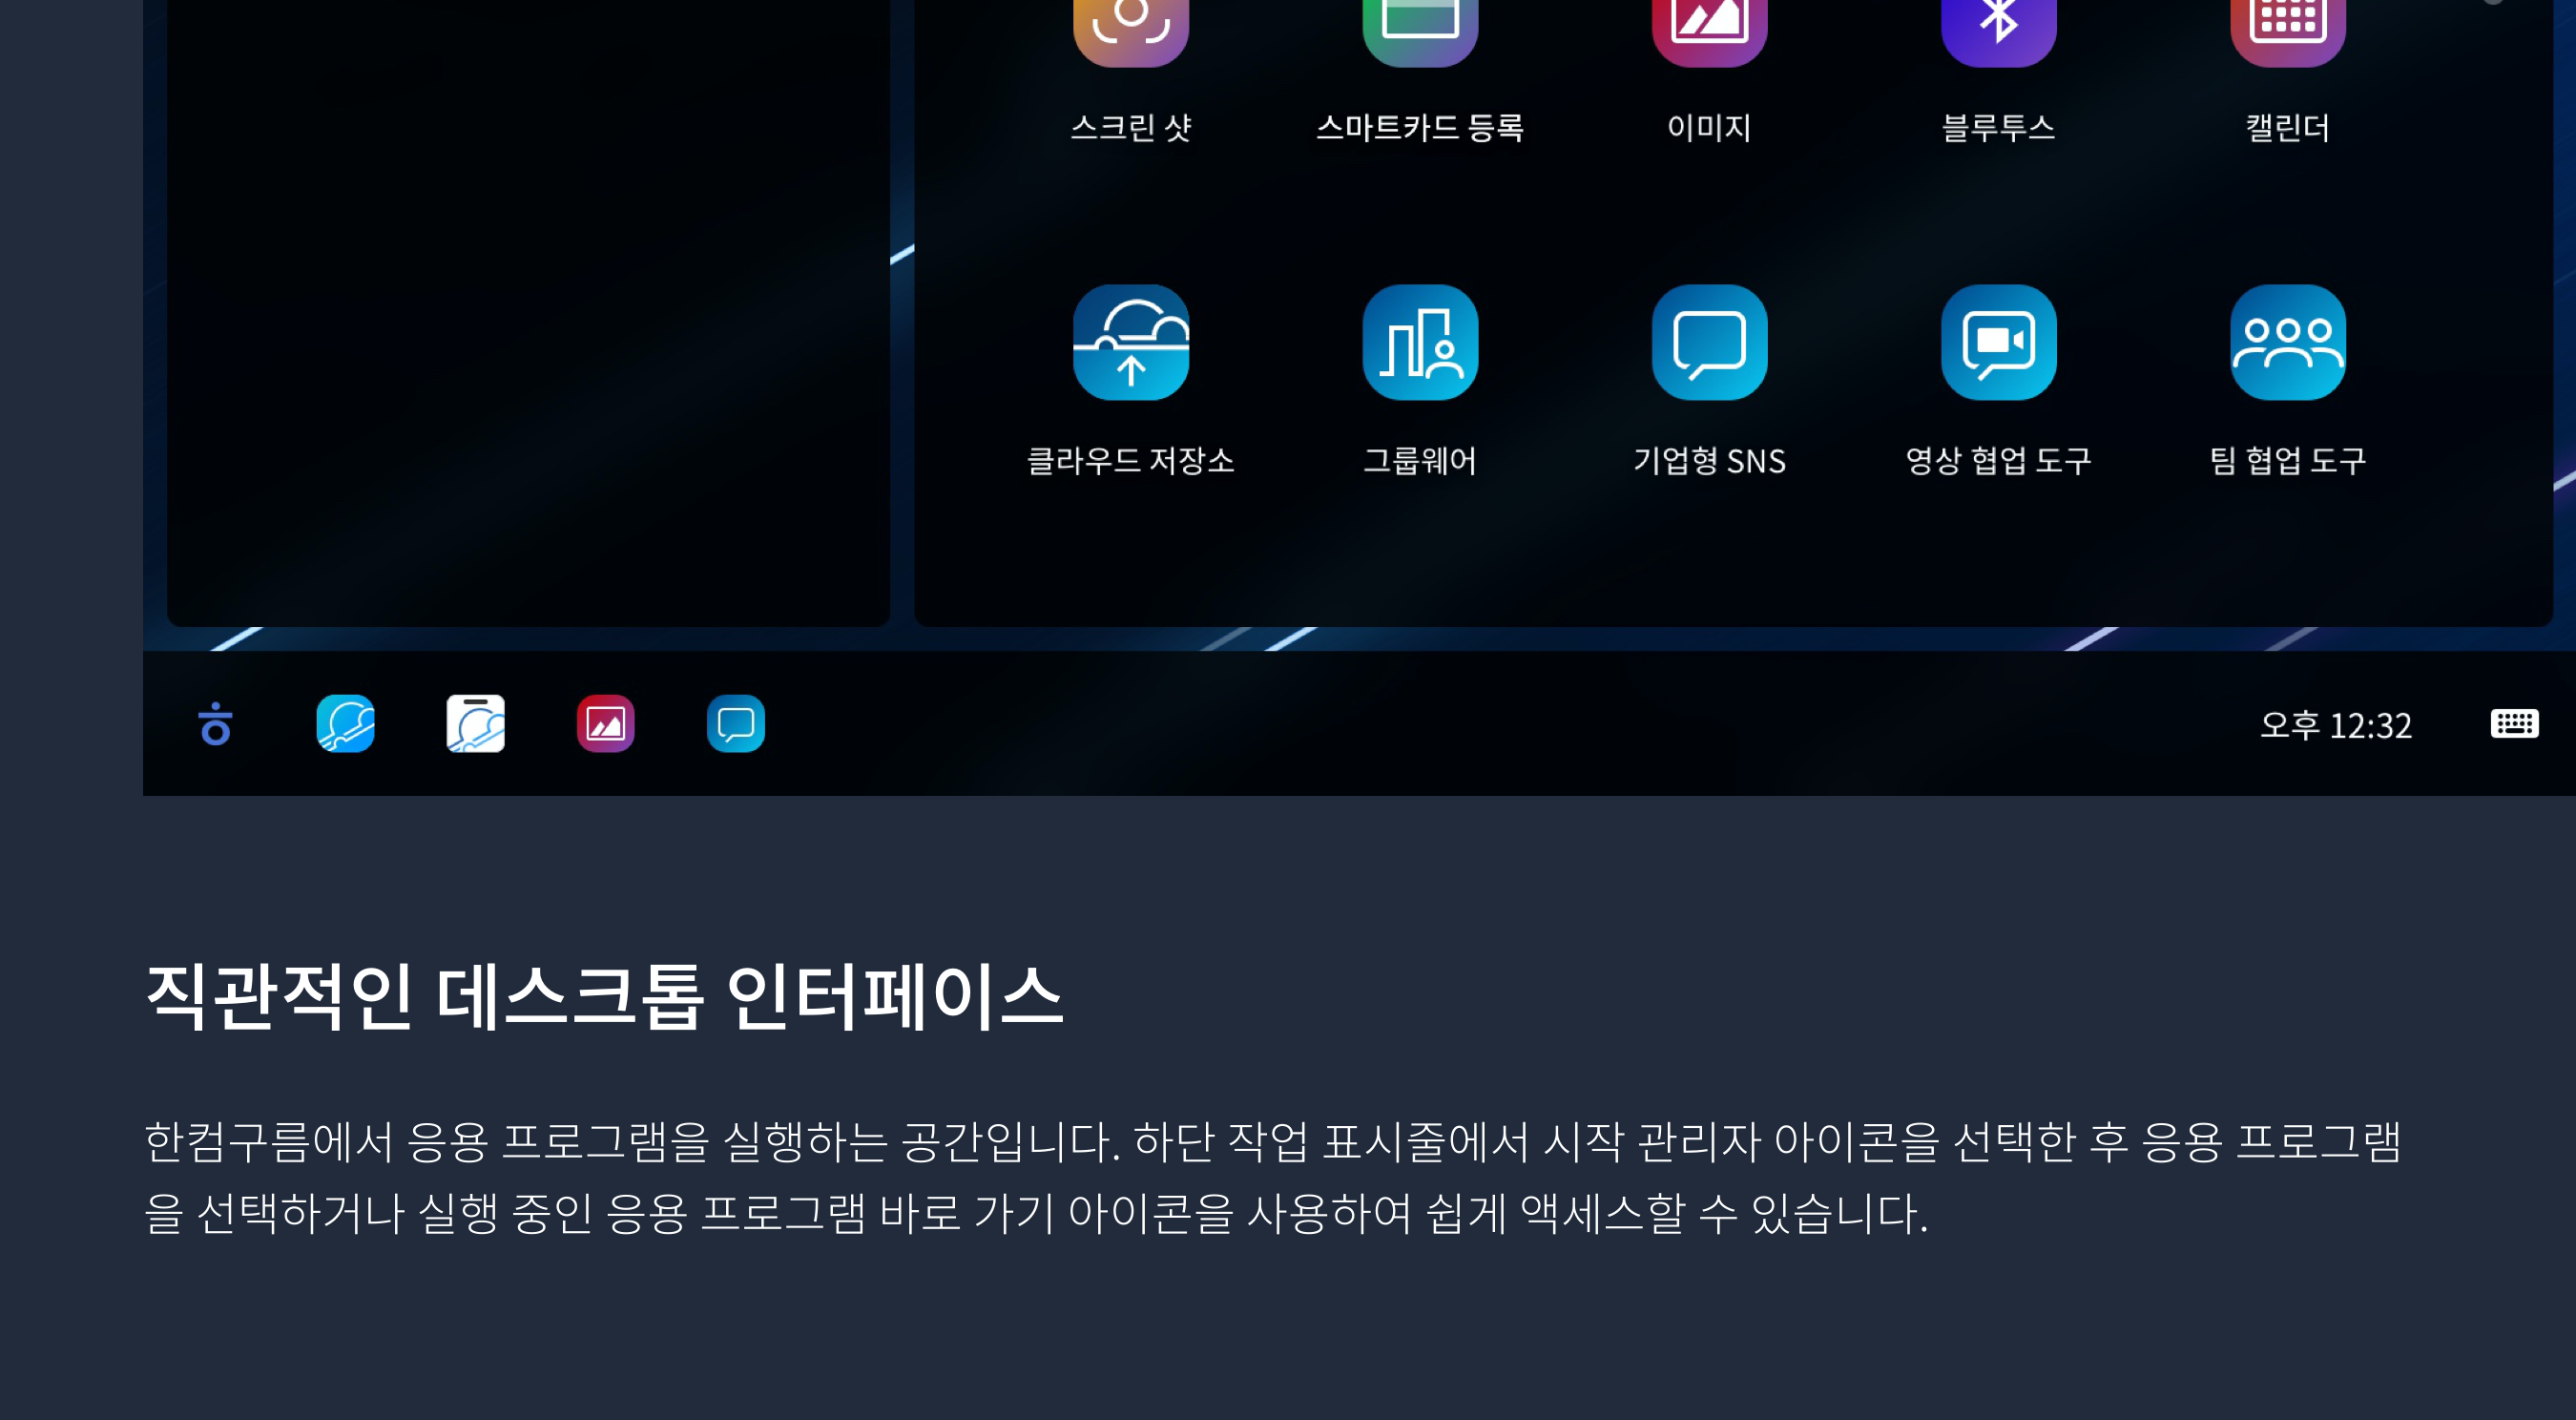 스크린 샷 스마트카드 등록 이미지 블루투스 캘린더
클라우드 저장소 그룹웨어 기업형 SNS 영상 협업 도구 팀 협업 도구
오후 12:32
직관적인 데스크톱 인터페이스
한컴구름에서 응용 프로그램을 실행하는 공간입니다. 하단 작업 표시줄에서 시작 관리자 아이콘을 선택한 후 응용 프로그램
을 선택하거나 실행 중인 응용 프로그램 바로 가기 아이콘을 사용하여 쉽게 액세스할 수 있습니다.